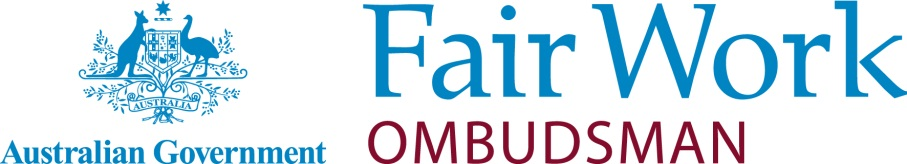 AUSTRALIA
Australian Government
Fair Work
OMBUDSMAN